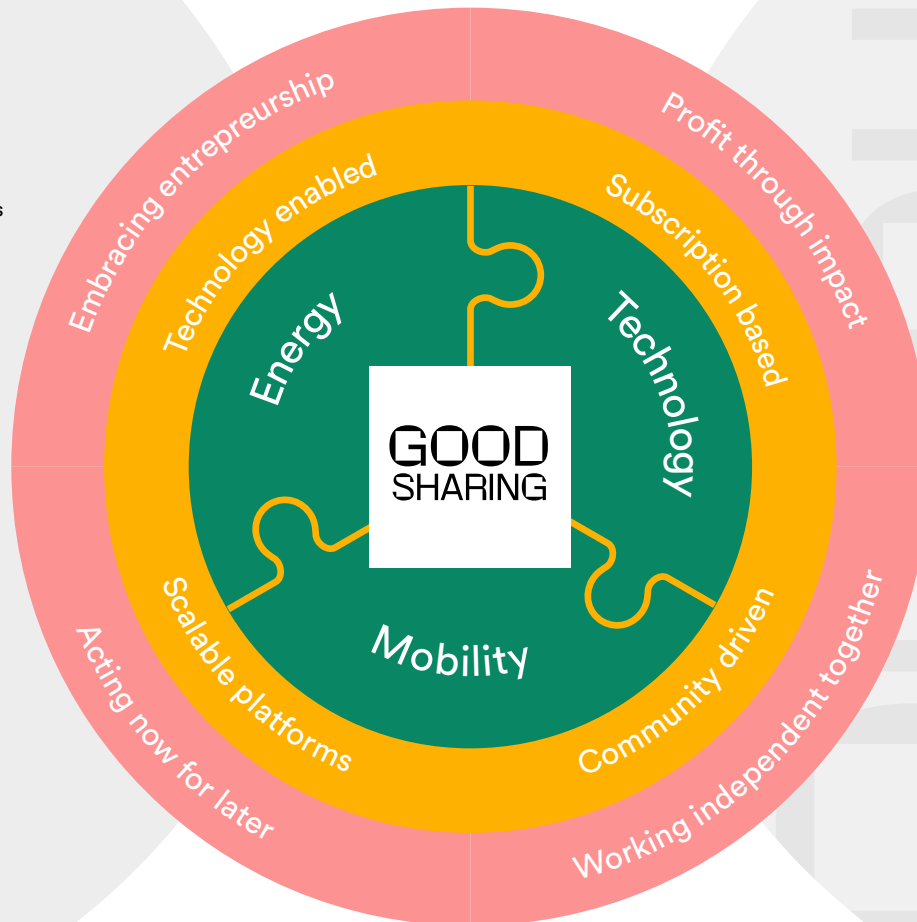 Embracing entrepreurship
Profit through impact
Technology enabled
Subscription based
Energy
Technology
GOOD
SHARING
Mobility
Scalable platforms
Community driven
Acting now for later
Working independent together